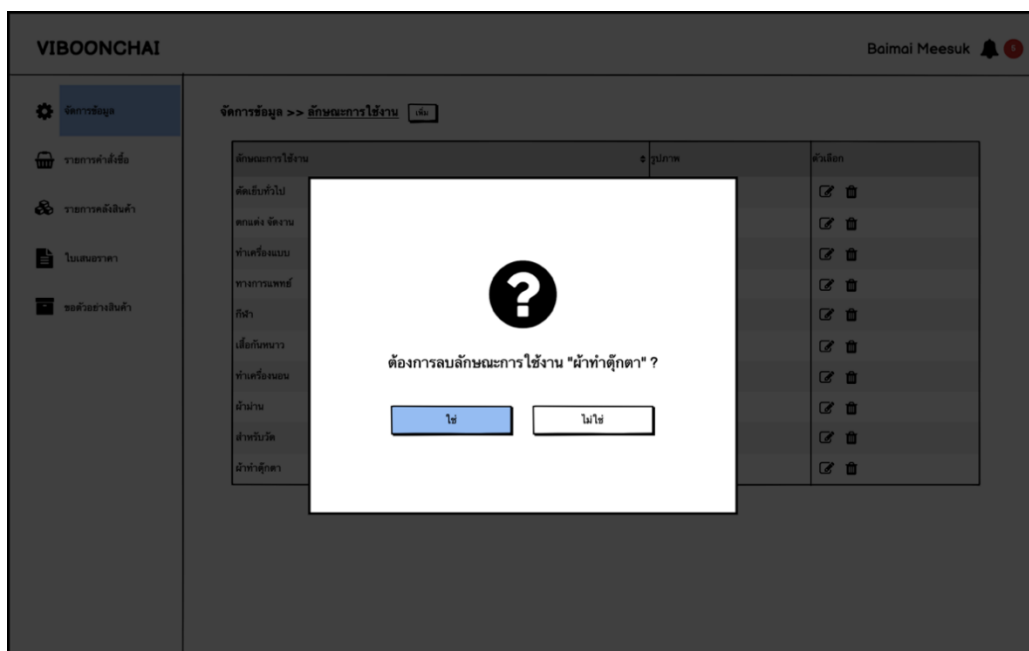 VIBOONCHAI
Baimai Meesuk 5
จัดการข้อมูล
รายการคำสั่งซื้อ
รายการคลังสินค้า
ใบเสนอราคา
ขอตัวอย่างสินค้า
จัดการข้อมูล >> ลักษณะการใช้งาน เพิ่ม
ลักษณะการใช้งาน รูปภาพ ตัวเลือก
ตัดเย็บทั่วไป
ตกแต่ง จัดงาน
ทำเครื่องแบบ
ทางการแพทย์
กีฬา
เสื้อกันหนาว
ทำเครื่องนอน
ผ้าม่าน
สำหรับวัด
ผ้าทำตุ๊กตา
ต้องการลบลักษณะการใช้งาน "ผ้าทำตุ๊กตา" ?
ใช่ ไม่ใช่